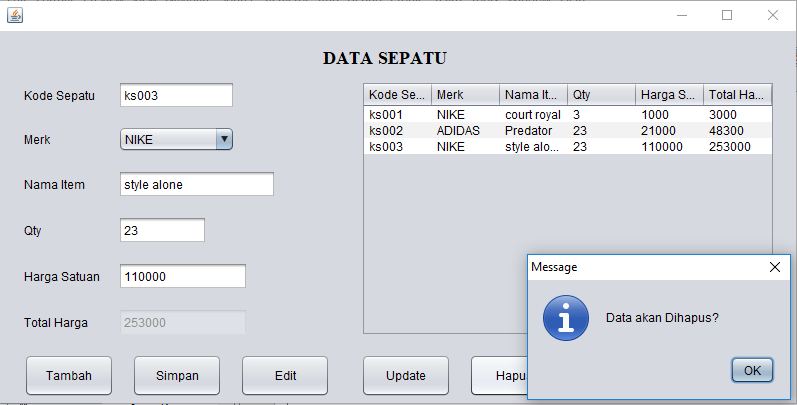 DATA SEPATU
Kode Sepatu ks003
Merk NIKE
Nama Item style alone
Qty 23
Harga Satuan 110000
Total Harga 253000
Kode Se... Merk Nama It... Qty Harga S... Total Ha...
ks001 NIKE court royal 3 1000 3000
ks002 ADIDAS Predator 23 21000 48300
ks003 NIKE style alo... 23 110000 253000
Tambah Simpan Edit Update Hapu
Message
Data akan Dihapus?
OK